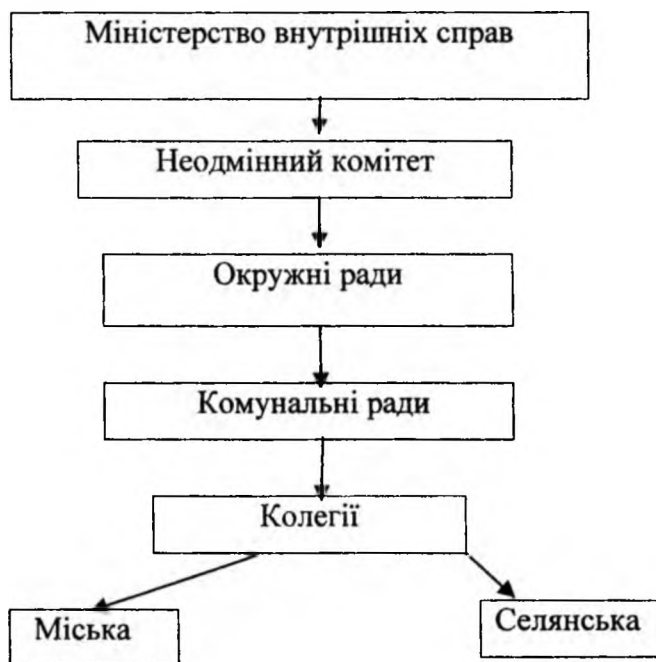 Міністерство внутрішніх справ
Неодмінний комітет
Окружні ради
Комунальні ради
Колегії
Міська
Селянська